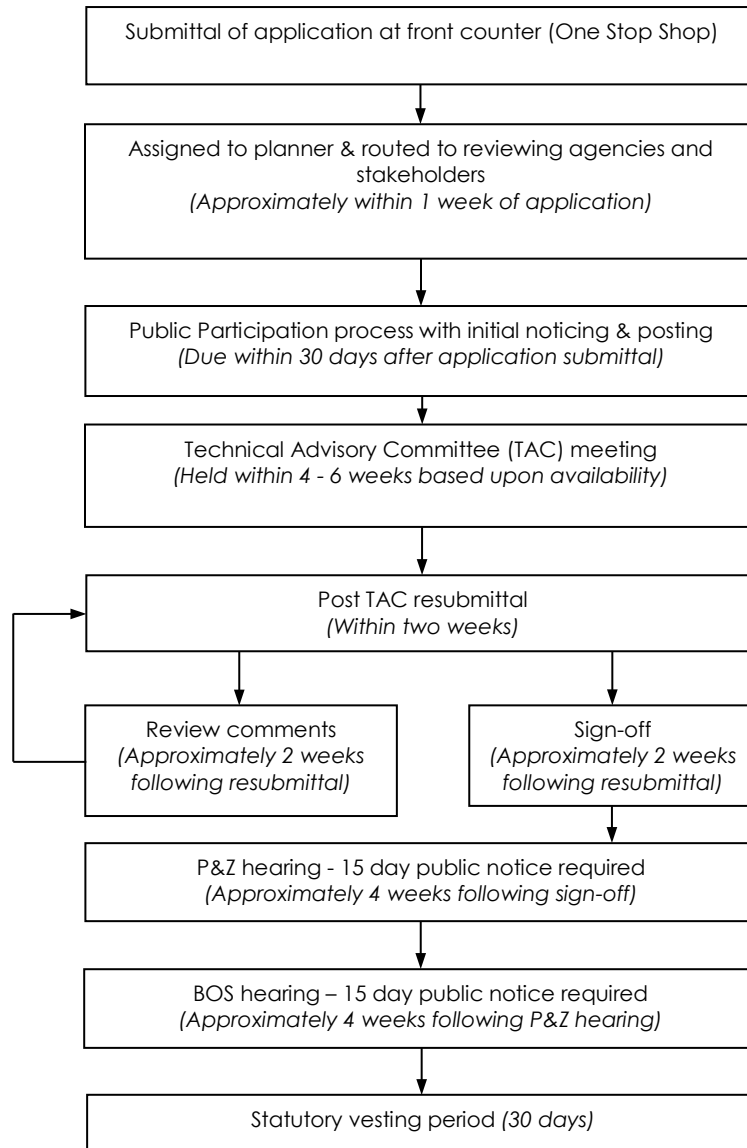 Submittal of application at front counter (One Stop Shop)
Assigned to planner & routed to reviewing agencies and
stakeholders
(Approximately within 1 week of application)
Public Participation process with initial noticing & posting
(Due within 30 days after application submittal)
Technical Advisory Committee (TAC) meeting
(Held within 4 - 6 weeks based upon availability)
Post TAC resubmittal
(Within two weeks)
Review comments
(Approximately 2 weeks
following resubmittal)
Sign-off
(Approximately 2 weeks
following resubmittal)
P&Z hearing - 15 day public notice required
(Approximately 4 weeks following sign-off)
BOS hearing – 15 day public notice required
(Approximately 4 weeks following P&Z hearing)
Statutory vesting period (30 days)